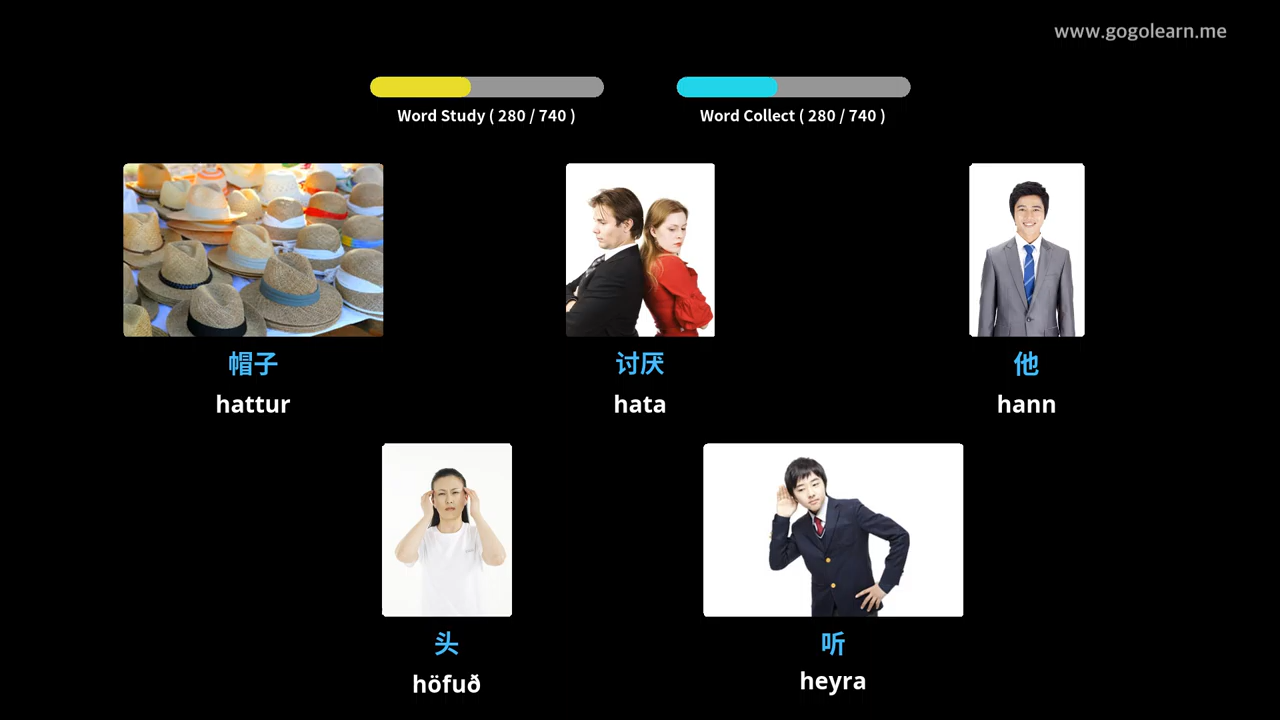 www.gogolearn.me
Word Study ( 280 / 740 )
Word Collect ( 280 / 740 )
帽子
hattur
讨厌
hata
他
hann
头
höfuð
听
heyra